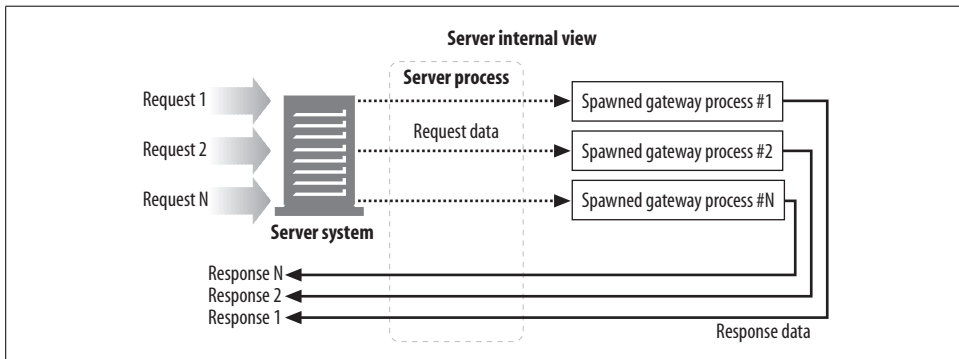 Server internal view
Server process
Request 1
Spawned gateway process #1
Request data
Request 2
Spawned gateway process #2
Request N
Spawned gateway process #N
Server system
Response N
Response 2
Response 1
Response data